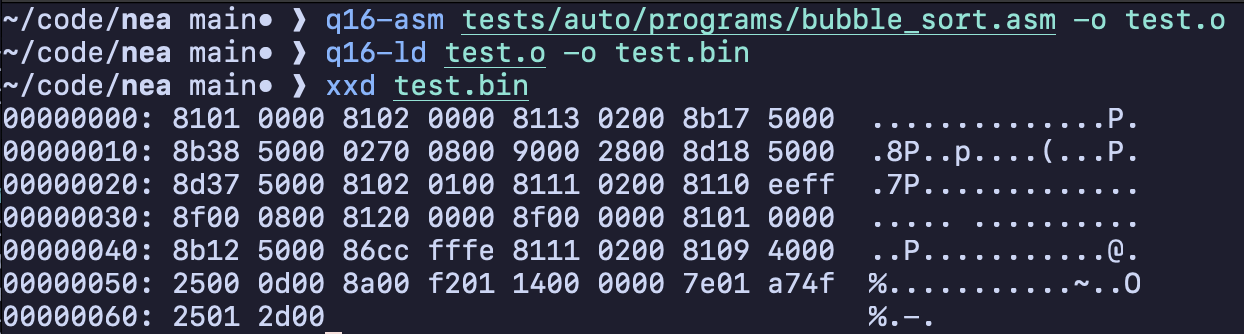 ~/code/nea main• ❯ q16-asm tests/auto/programs/bubble_sort.asm -o test.o
~/code/nea main• ❯ q16-ld test.o -o test.bin
~/code/nea main• ❯ xxd test.bin
00000000: 8101 0000 8102 0000 8113 0200 8b17 5000  ..............P.
00000010: 8b38 5000 0270 0800 9000 2800 8d18 5000  .8P..p....(...P.
00000020: 8d37 5000 8102 0100 8111 0200 8110 eeff  .7P.............
00000030: 8f00 0800 8120 0000 8f00 0000 8101 0000  ..... ..........
00000040: 8b12 5000 86cc fffe 8111 0200 8109 4000  ..P...........@.
00000050: 2500 0d00 8a00 f201 1400 0000 7e01 a74f  %...........~..O
00000060: 2501 2d00                                %.-.